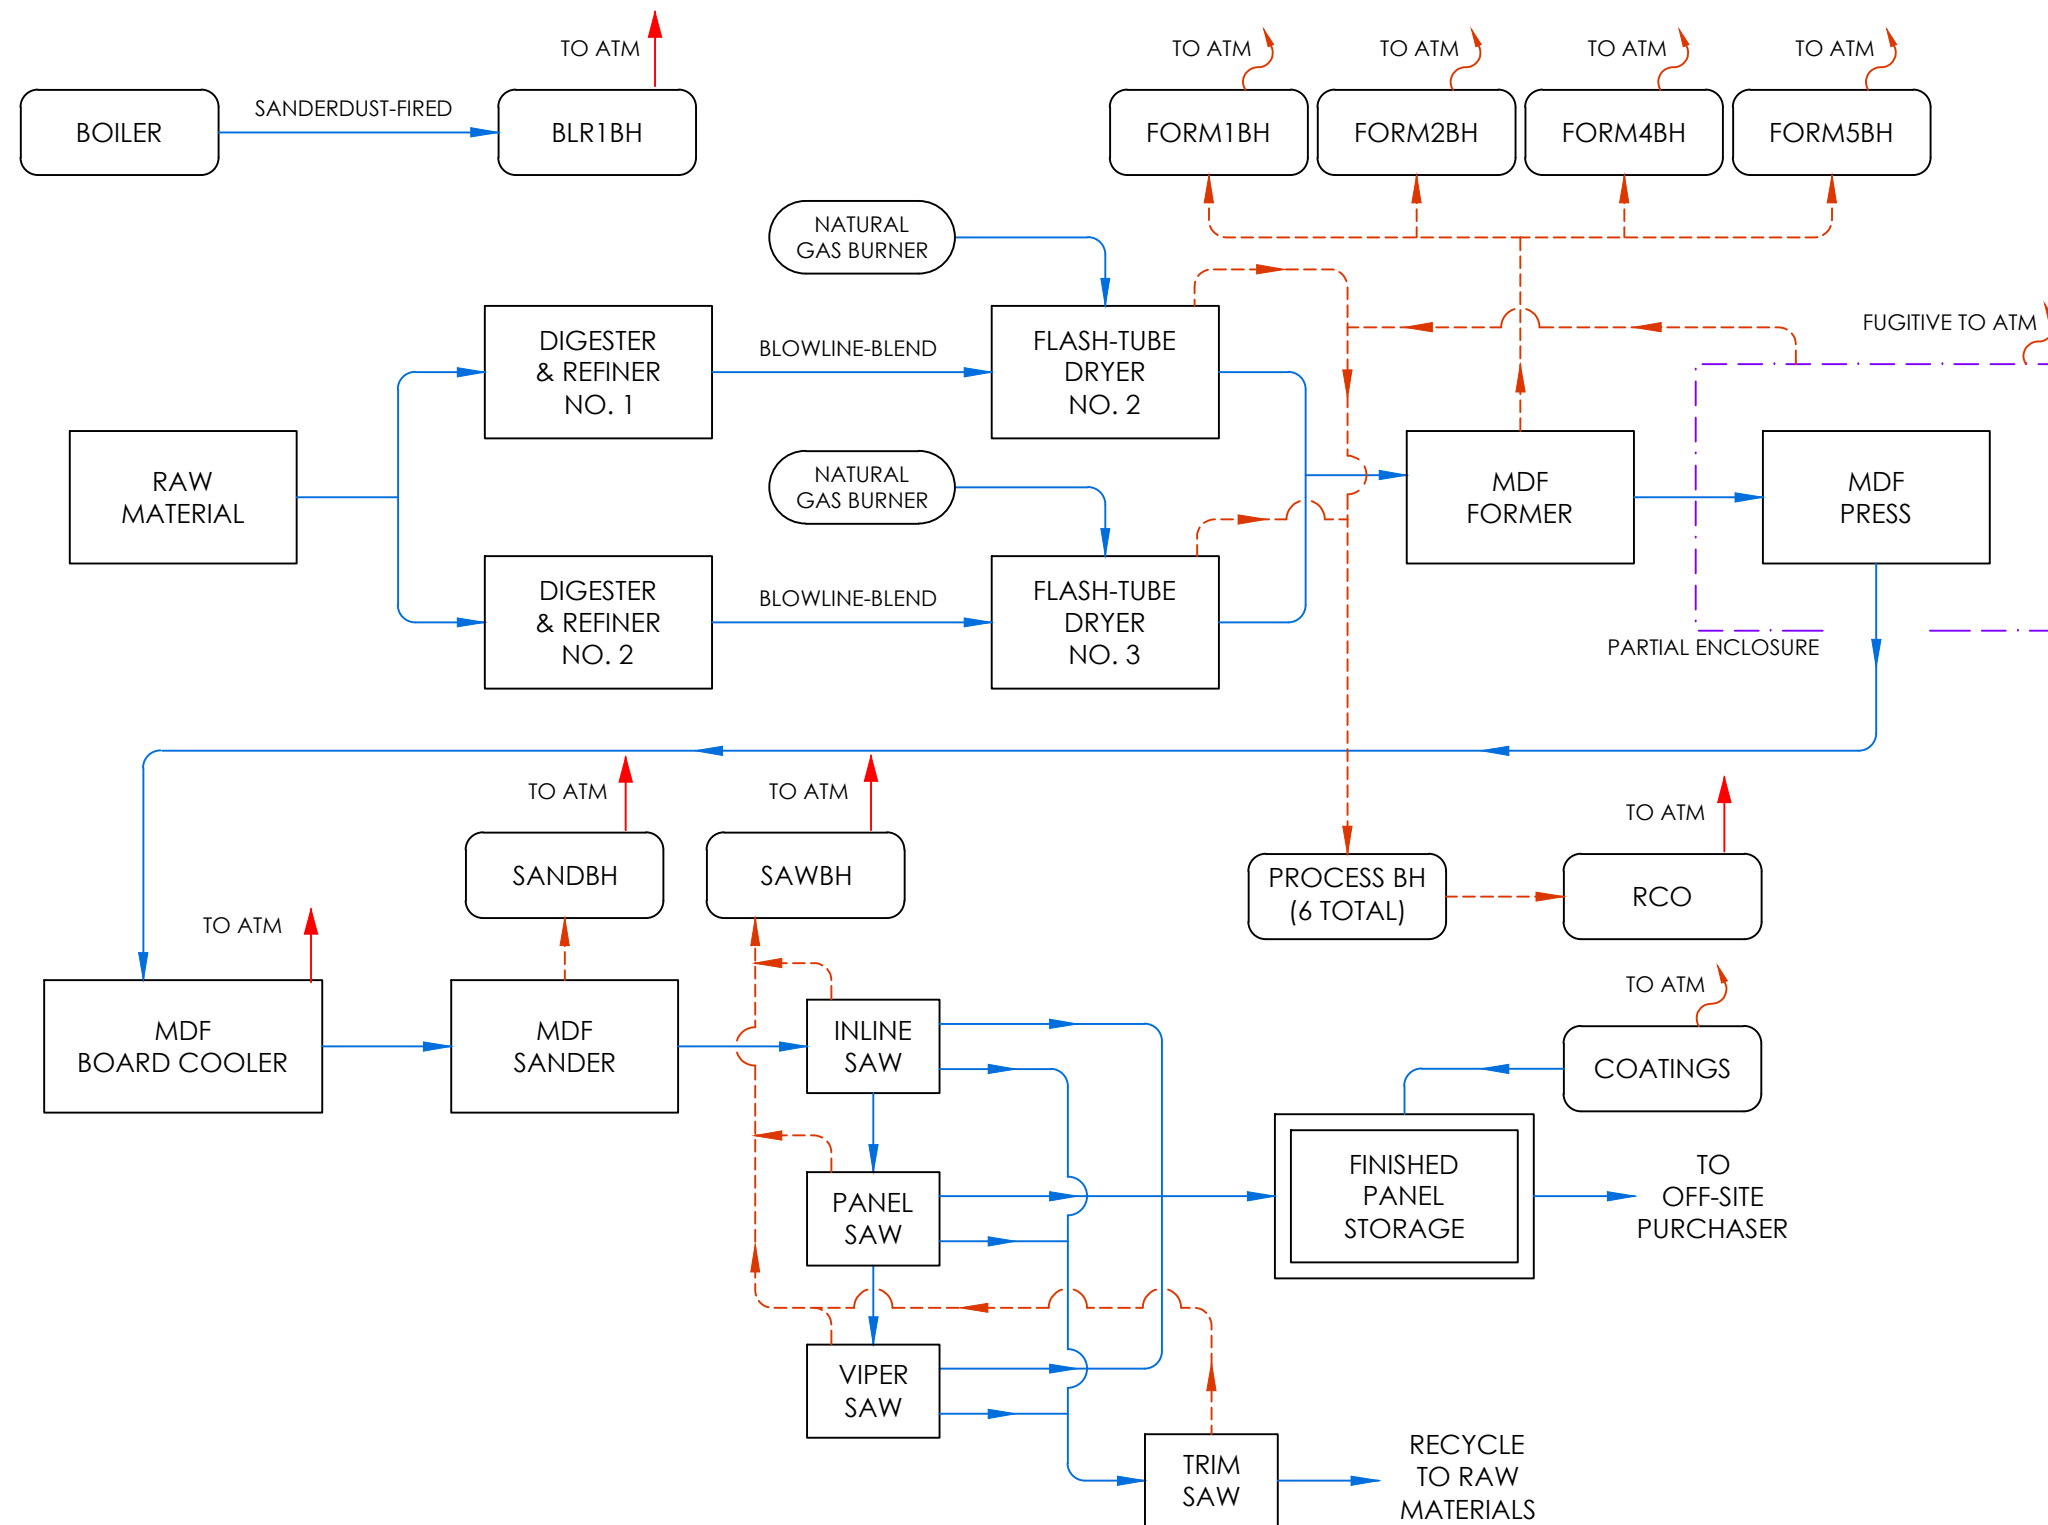 TO ATM
TO ATM
TO ATM
TO ATM
TO ATM
BOILER
SANDERDUST-FIRED
BLR1BH
FORM1BH
FORM2BH
FORM4BH
FORM5BH
NATURAL
GAS BURNER
FUGITIVE TO ATM
DIGESTER
& REFINER
NO. 1
BLOWLINE-BLEND
FLASH-TUBE
DRYER
NO. 2
RAW
MATERIAL
NATURAL
GAS BURNER
MDF
FORMER
MDF
PRESS
DIGESTER
& REFINER
NO. 2
BLOWLINE-BLEND
FLASH-TUBE
DRYER
NO. 3
PARTIAL ENCLOSURE
TO ATM
TO ATM
TO ATM
SANDBH
SAWBH
PROCESS BH
(6 TOTAL)
RCO
TO ATM
TO ATM
MDF
BOARD COOLER
MDF
SANDER
INLINE
SAW
COATINGS
PANEL
SAW
FINISHED
PANEL
STORAGE
TO
OFF-SITE
PURCHASER
VIPER
SAW
TRIM
SAW
RECYCLE
TO RAW
MATERIALS